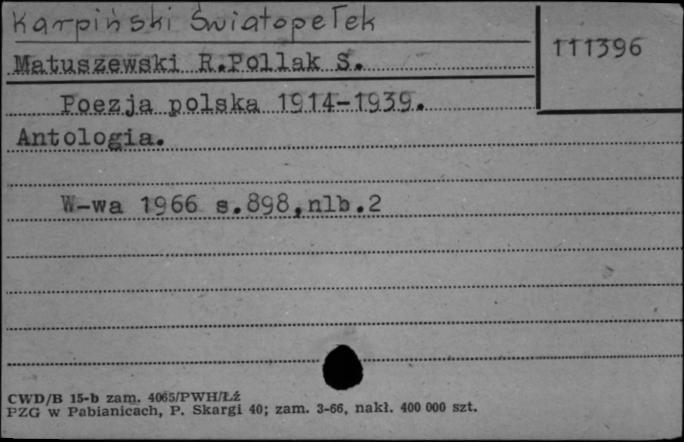 Karpiński Światopełek
111396
Matuszewski R.Pollak S.
Poezja polska 1914-1939.
Antologia.
W-wa 1966 s.898,nlb.2
CWD/B 15-b zam. 4065/PWH/Łź
PZG w Pabianicach, P. Skargi 40; zam. 3-66, nakł. 400 000 szt.